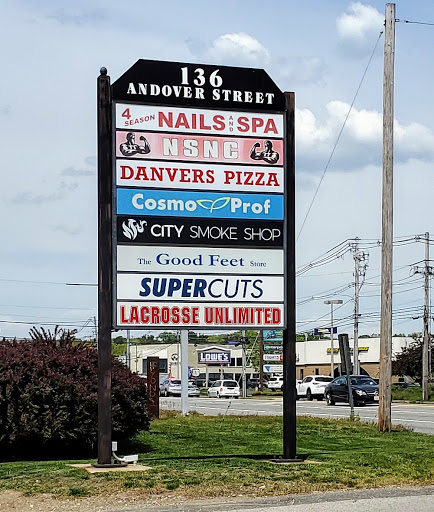 136
ANDOVER STREET
4 SEASON NAILS AND SPA
NSNC
DANVERS PIZZA
CosmoProf
CITY SMOKE SHOP
The Good Feet Store
SUPERCUTS
LACROSSE UNLIMITED
LOWE'S